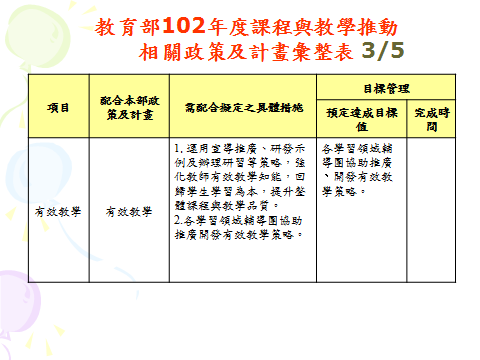 教育部102年度課程與教學推動
相關政策及計畫彙整表 3/5
項目
配合本部政
策及計畫
需配合擬定之具體措施
目標管理
預定達成目標
值
完成時
間
有效教學
有效教學
1. 運用宣導推廣、研發示
例及辦理研習等策略，強
化教師有效教學知能，回
歸學生學習為本，提升整
體課程與教學品質。
2.各學習領域輔導團協助
推廣開發有效教學策略。
各學習領域輔
導團協助推廣
、開發有效教
學策略。